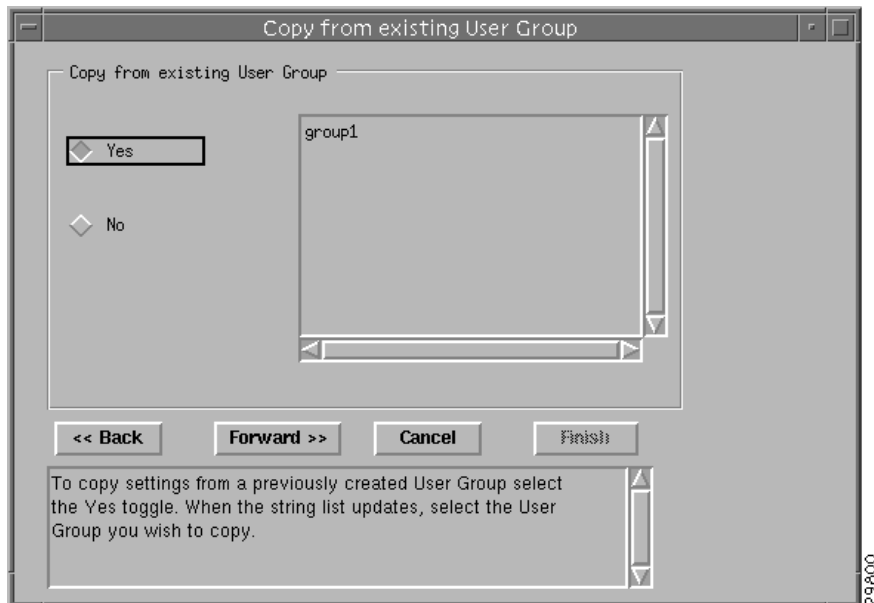 Copy from existing User Group
Copy from existing User Group
Yes
group1
No
<< Back
Forward >>
Cancel
Finish
To copy settings from a previously created User Group select
the Yes toggle. When the string list updates, select the User
Group you wish to copy.
29800